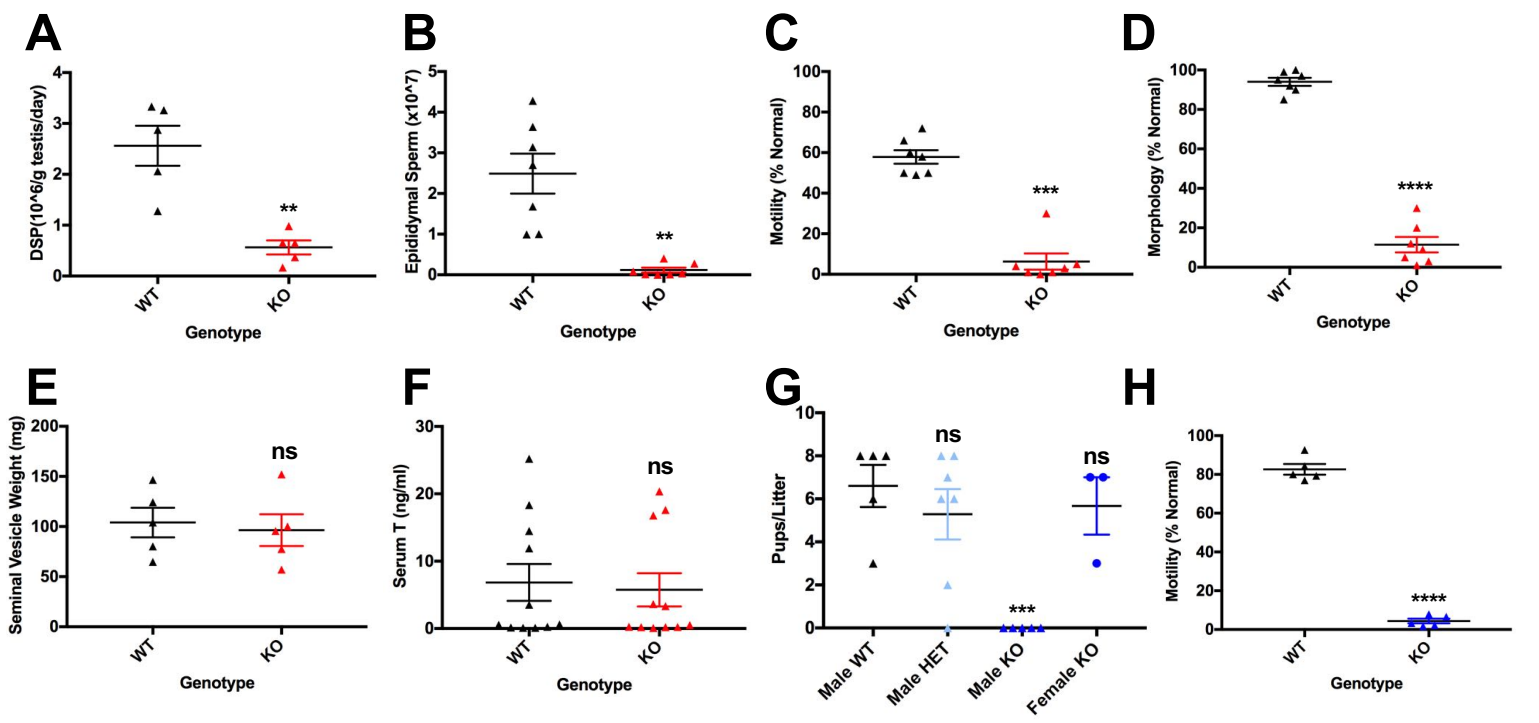 A
DSP(10^6/g testis/day)
4
3
2
1
0
**
WT
KO
Genotype
B
Epididymal Sperm (x10^7)
5
4
3
2
1
0
**
WT
KO
Genotype
C
Motility (% Normal)
100
80
60
40
20
0
***
WT
KO
Genotype
D
Morphology (% Normal)
100
80
60
40
20
0
****
WT
KO
Genotype
E
Seminal Vesicle Weight (mg)
200
150
100
50
0
ns
WT
KO
Genotype
F
Serum T (ng/ml)
30
20
10
0
ns
WT
KO
Genotype
G
Pups/Litter
10
8
6
4
2
0
ns
***
ns
Male WT
Male HET
Male KO
Female KO
H
Motility (% Normal)
100
80
60
40
20
0
****
WT
KO
Genotype